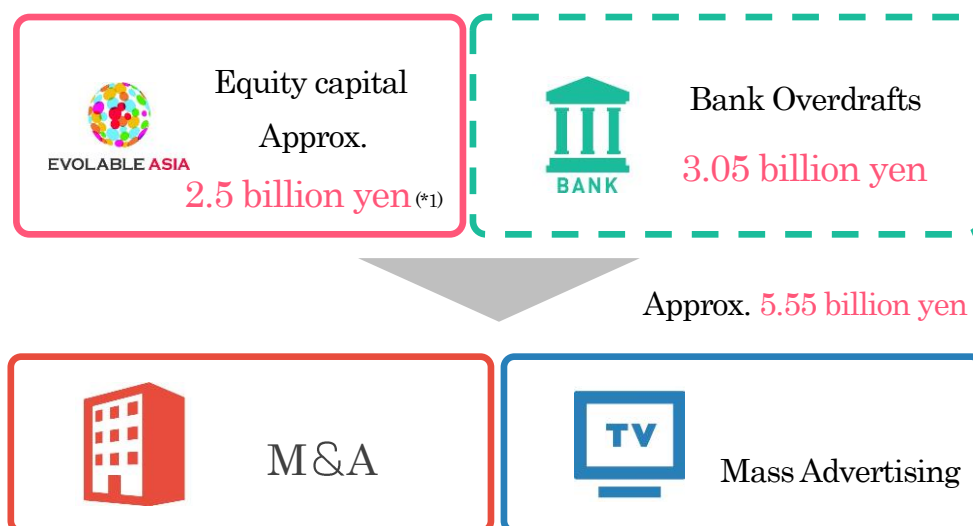 Equity capital
Approx.
2.5 billion yen (*1)
EVOLABLE ASIA
Bank Overdrafts
3.05 billion yen
BANK
Approx. 5.55 billion yen
M&A
TV
Mass Advertising